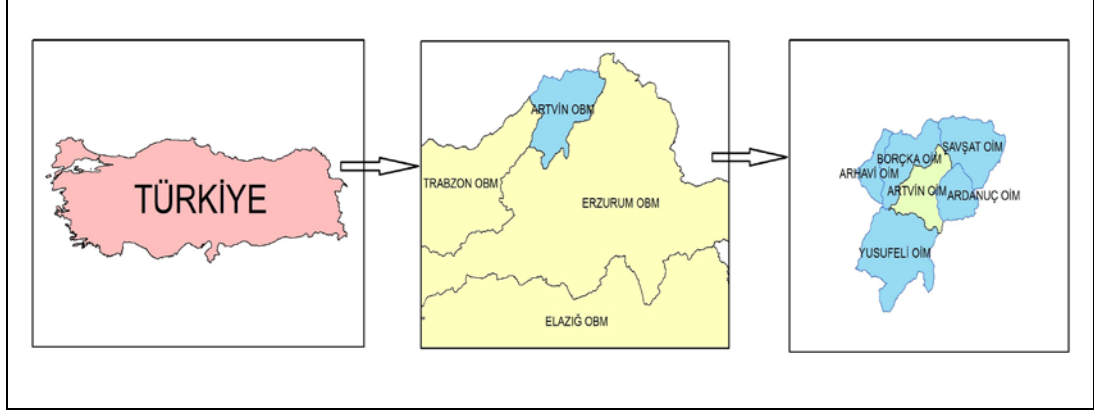 TÜRKİYE
ARTVİN OBM
TRABZON OBM
ERZURUM OBM
ELAZIĞ OBM
ŞAVŞAT OİM
BORÇKA OİM
ARHAVİ OİM
ARTVİN OİM
ARDANUÇ OİM
YUSUFELİ OİM